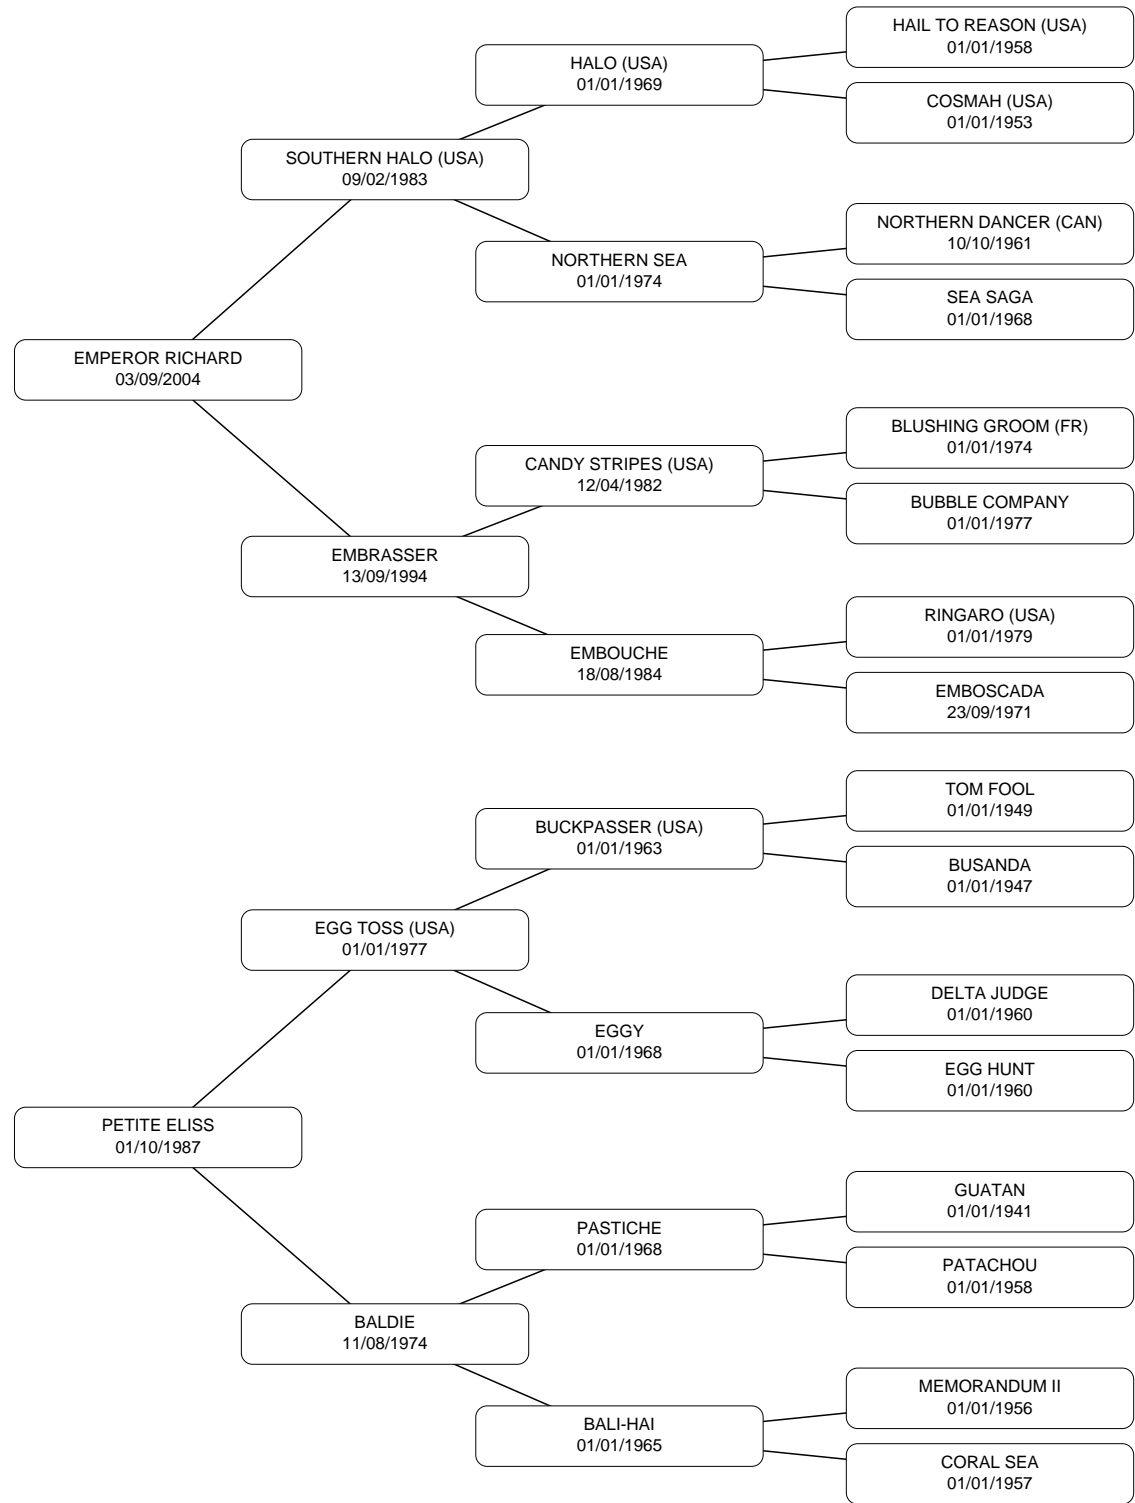 HAIL TO REASON (USA)
01/01/1958
HALO (USA)
01/01/1969
COSMAH (USA)
01/01/1953
SOUTHERN HALO (USA)
09/02/1983
NORTHERN DANCER (CAN)
10/10/1961
NORTHERN SEA
01/01/1974
SEA SAGA
01/01/1968
EMPEROR RICHARD
03/09/2004
BLUSHING GROOM (FR)
01/01/1974
CANDY STRIPES (USA)
12/04/1982
BUBBLE COMPANY
01/01/1977
EMBRASSER
13/09/1994
RINGARO (USA)
01/01/1979
EMBOUCHE
18/08/1984
EMBOSCADA
23/09/1971
TOM FOOL
01/01/1949
BUCKPASSER (USA)
01/01/1963
BUSANDA
01/01/1947
EGG TOSS (USA)
01/01/1977
DELTA JUDGE
01/01/1960
EGGY
01/01/1968
EGG HUNT
01/01/1960
PETITE ELISS
01/10/1987
GUATAN
01/01/1941
PASTICHE
01/01/1968
PATACHOU
01/01/1958
BALDIE
11/08/1974
MEMORANDUM II
01/01/1956
BALI-HAI
01/01/1965
CORAL SEA
01/01/1957